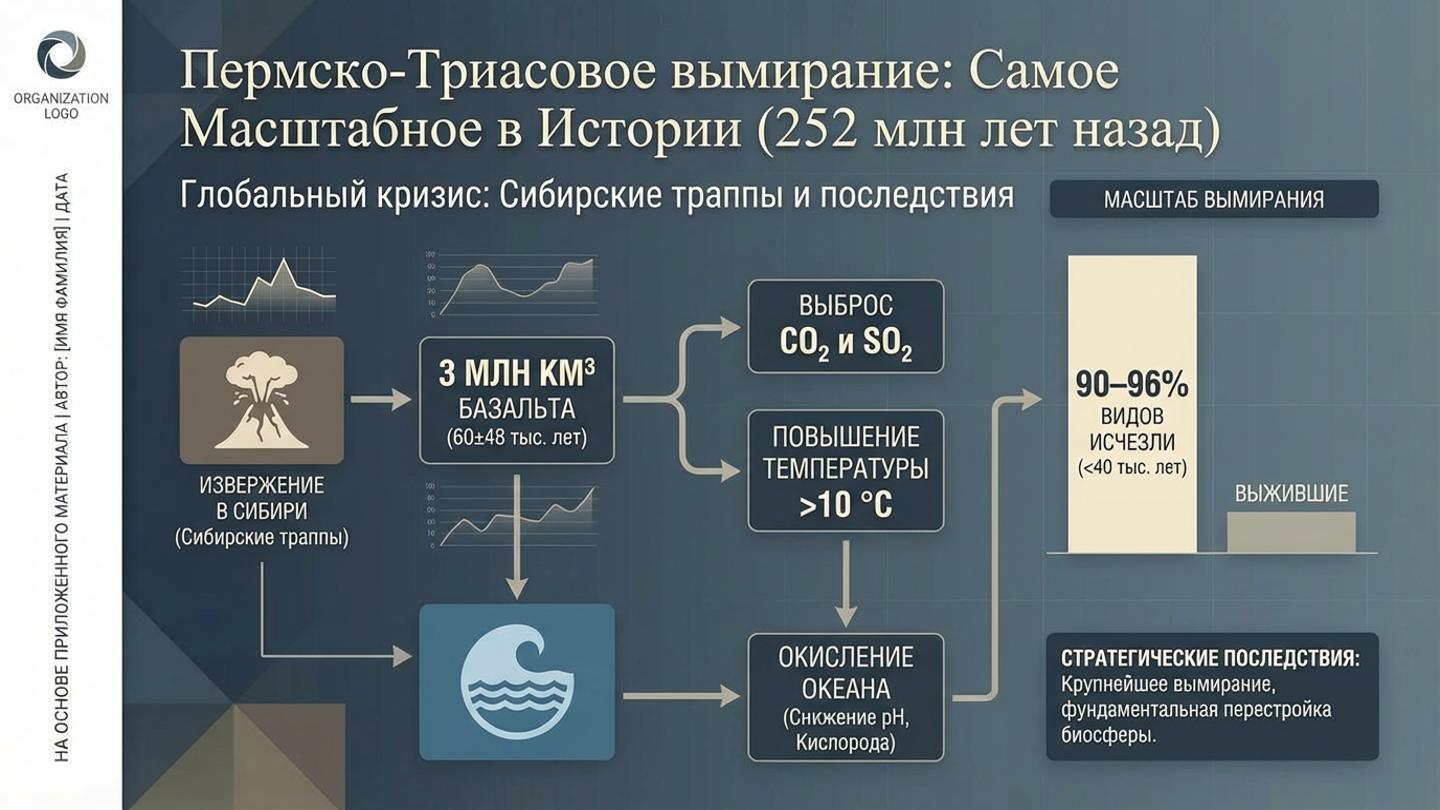 ORGANIZATION
LOGO
НА ОСНОВЕ ПРИЛОЖЕННОГО МАТЕРИАЛА | АВТОР: [ИМЯ ФАМИЛИЯ] | ДАТА
Пермско-Триасовое вымирание: Самое
Масштабное в Истории (252 млн лет назад)
Глобальный кризис: Сибирские траппы и последствия
МАСШТАБ ВЫМИРАНИЯ
ИЗВЕРЖЕНИЕ
В СИБИРИ
(Сибирские траппы)
3 МЛН КМ³
БАЗАЛЬТА
(60±48 тыс. лет)
ВЫБРОС
CO₂ и SO₂
ПОВЫШЕНИЕ
ТЕМПЕРАТУРЫ
>10 °C
ОКИСЛЕНИЕ
ОКЕАНА
(Снижение pH,
Кислорода)
90–96%
ВИДОВ
ИСЧЕЗЛИ
(<40 тыс. лет)
ВЫЖИВШИЕ
СТРАТЕГИЧЕСКИЕ ПОСЛЕДСТВИЯ:
Крупнейшее вымирание,
фундаментальная перестройка
биосферы.